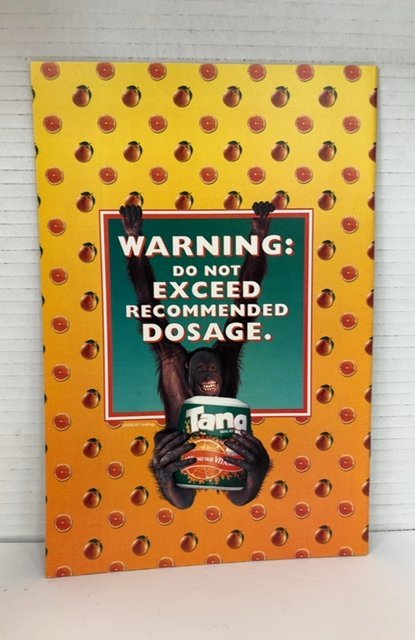 WARNING:
DO NOT
EXCEED
RECOMMENDED
DOSAGE.
Tang